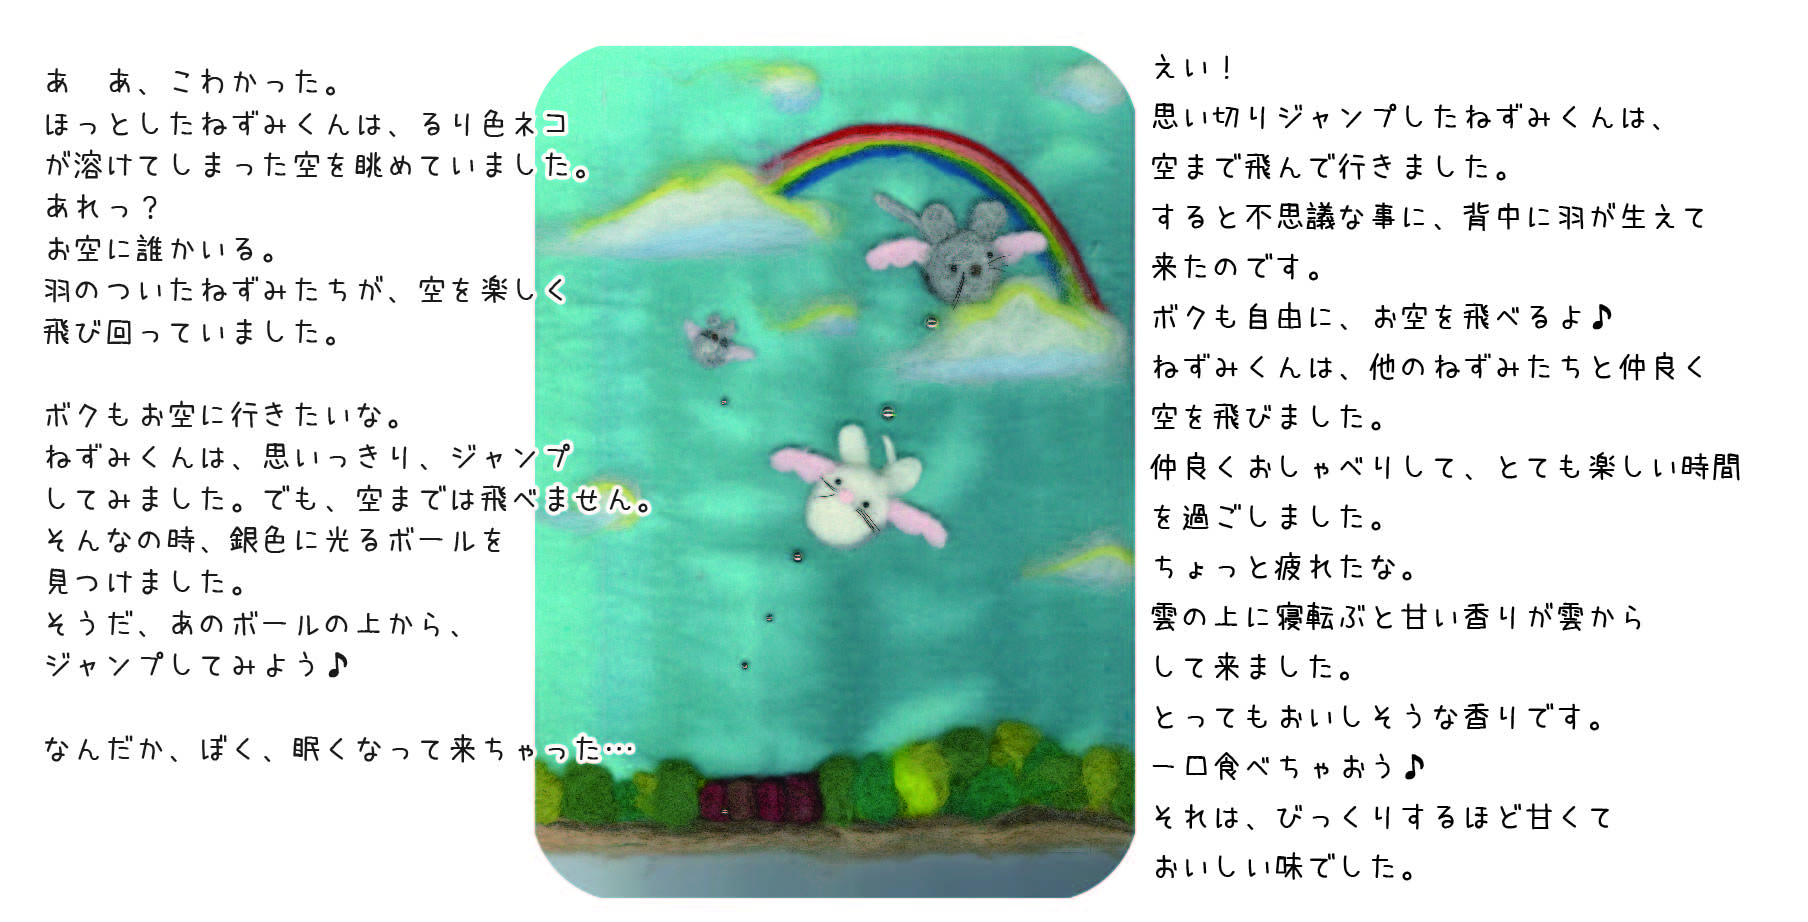 あ　あ、こわかった。
ほっとしたねずみくんは、るり色ネコ
が溶けてしまった空を眺めていました。
あれっ？
お空に誰かいる。
羽のついたねずみたちが、空を楽しく
飛び回っていました。
ボクもお空に行きたいな。
ねずみくんは、思いっきり、ジャンプ
してみました。でも、空までは飛べません。
そんなの時、銀色に光るボールを
見つけました。
そうだ、あのボールの上から、
ジャンプしてみよう♪
なんだか、ぼく、眠くなって来ちゃった…
えい！
思い切りジャンプしたねずみくんは、
空まで飛んで行きました。
すると不思議な事に、背中に羽が生えて
来たのです。
ボクも自由に、お空を飛べるよ♪
ねずみくんは、他のねずみたちと仲良く
空を飛びました。
仲良くおしゃべりして、とても楽しい時間
を過ごしました。
ちょっと疲れたな。
雲の上に寝転ぶと甘い香りが雲から
して来ました。
とってもおいしそうな香りです。
一口食べちゃおう♪
それは、びっくりするほど甘くて
おいしい味でした。